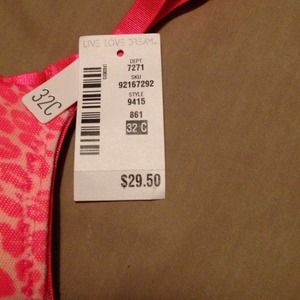 LIVE LOVE DREAM
DEPT
7271
SKU
92167292
STYLE
9415
861
32 C
$29.50
32C